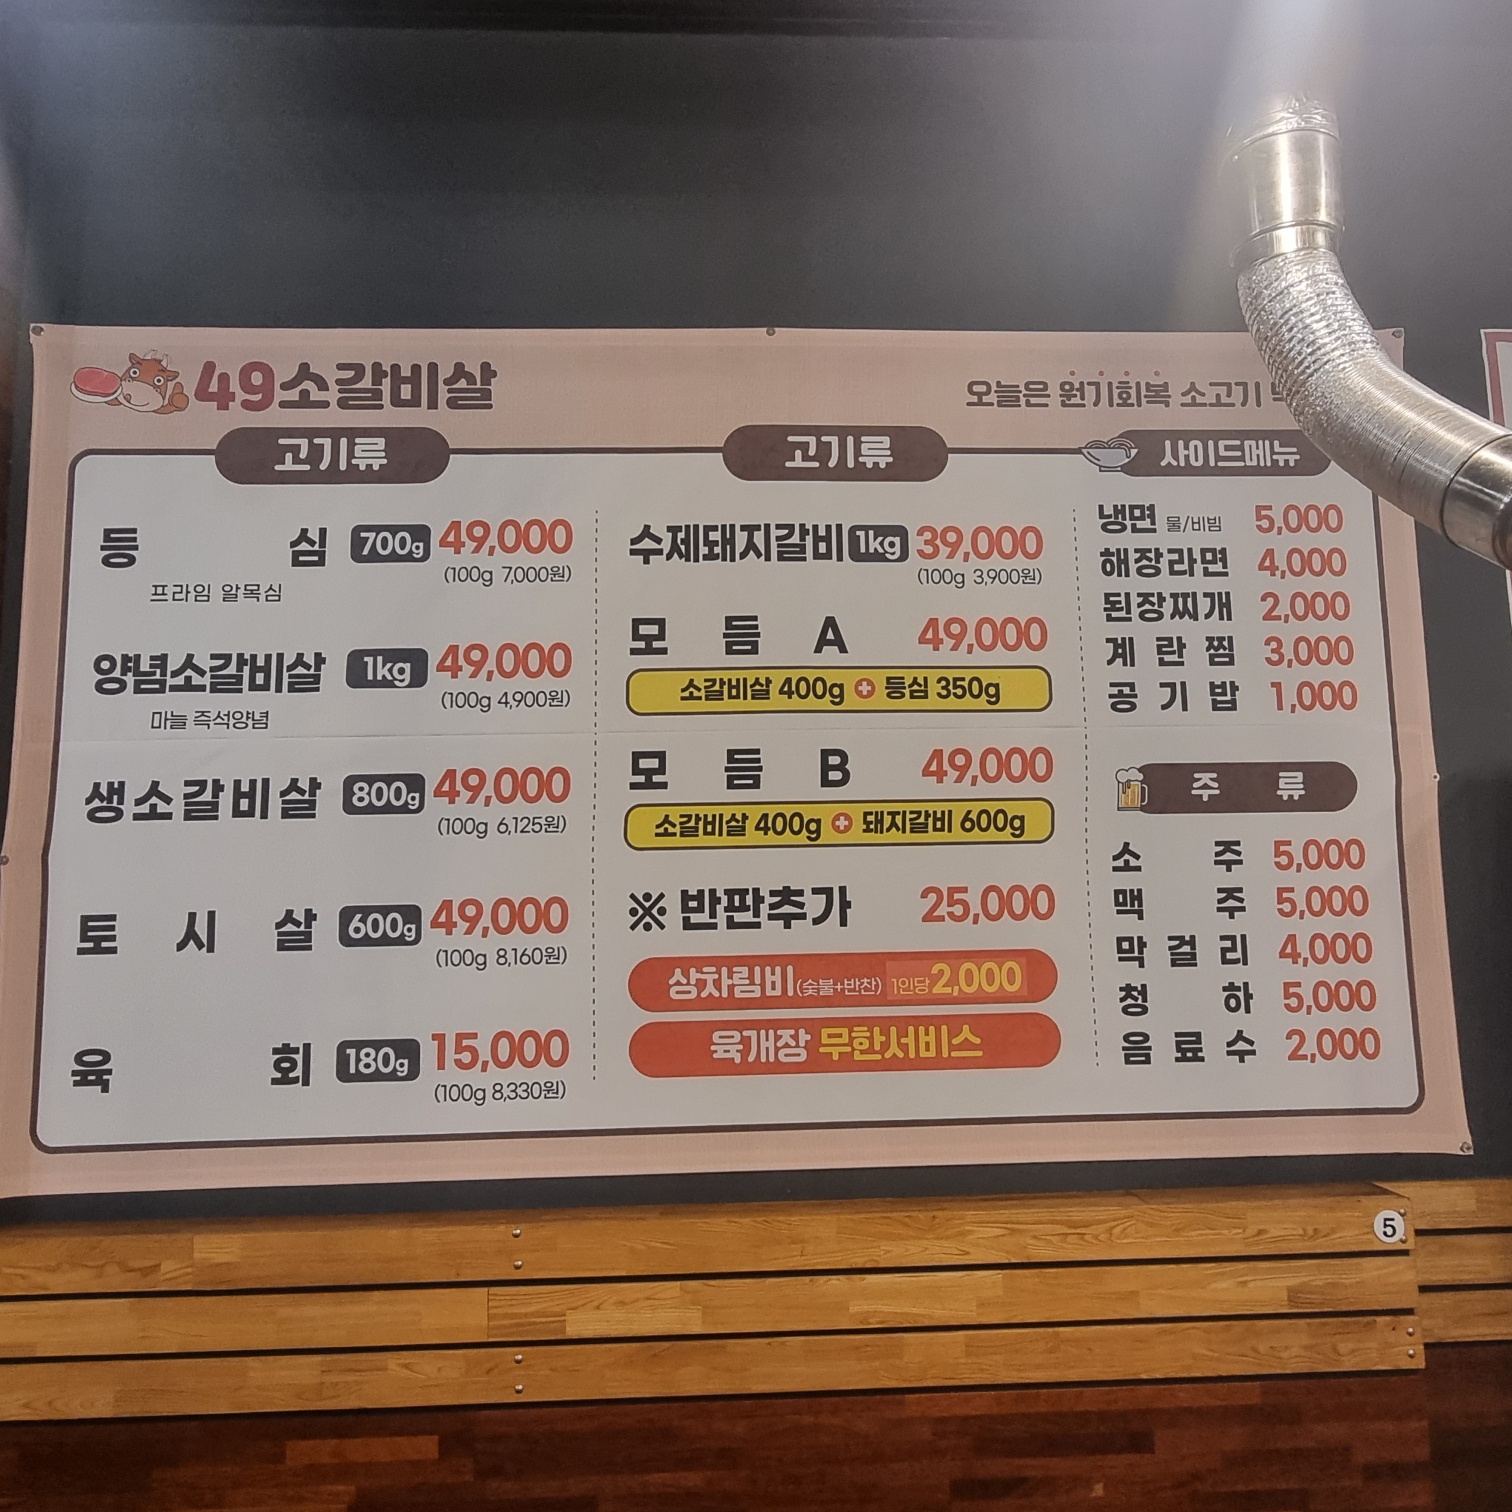 49소갈비살
오늘은 원기회복 소고기
고기류
등심 700g 49,000
(100g 7,000원)
프라임 알목심
양념소갈비살 1kg 49,000
(100g 4,900원)
마늘 즉석양념
생소갈비살 800g 49,000
(100g 6,125원)
토시살 600g 49,000
(100g 8,160원)
육회 180g 15,000
(100g 8,330원)
고기류
수제돼지갈비 1kg 39,000
(100g 3,900원)
모듬 A 49,000
소갈비살 400g + 등심 350g
모듬 B 49,000
소갈비살 400g + 돼지갈비 600g
※ 반판추가 25,000
상차림비(숯불+반찬) 1인당 2,000
육개장 무한서비스
사이드메뉴
냉면 물/비빔 5,000
해장라면 4,000
된장찌개 2,000
계란찜 3,000
공기밥 1,000
주류
소주 5,000
맥주 5,000
막걸리 4,000
청하 5,000
음료수 2,000
5